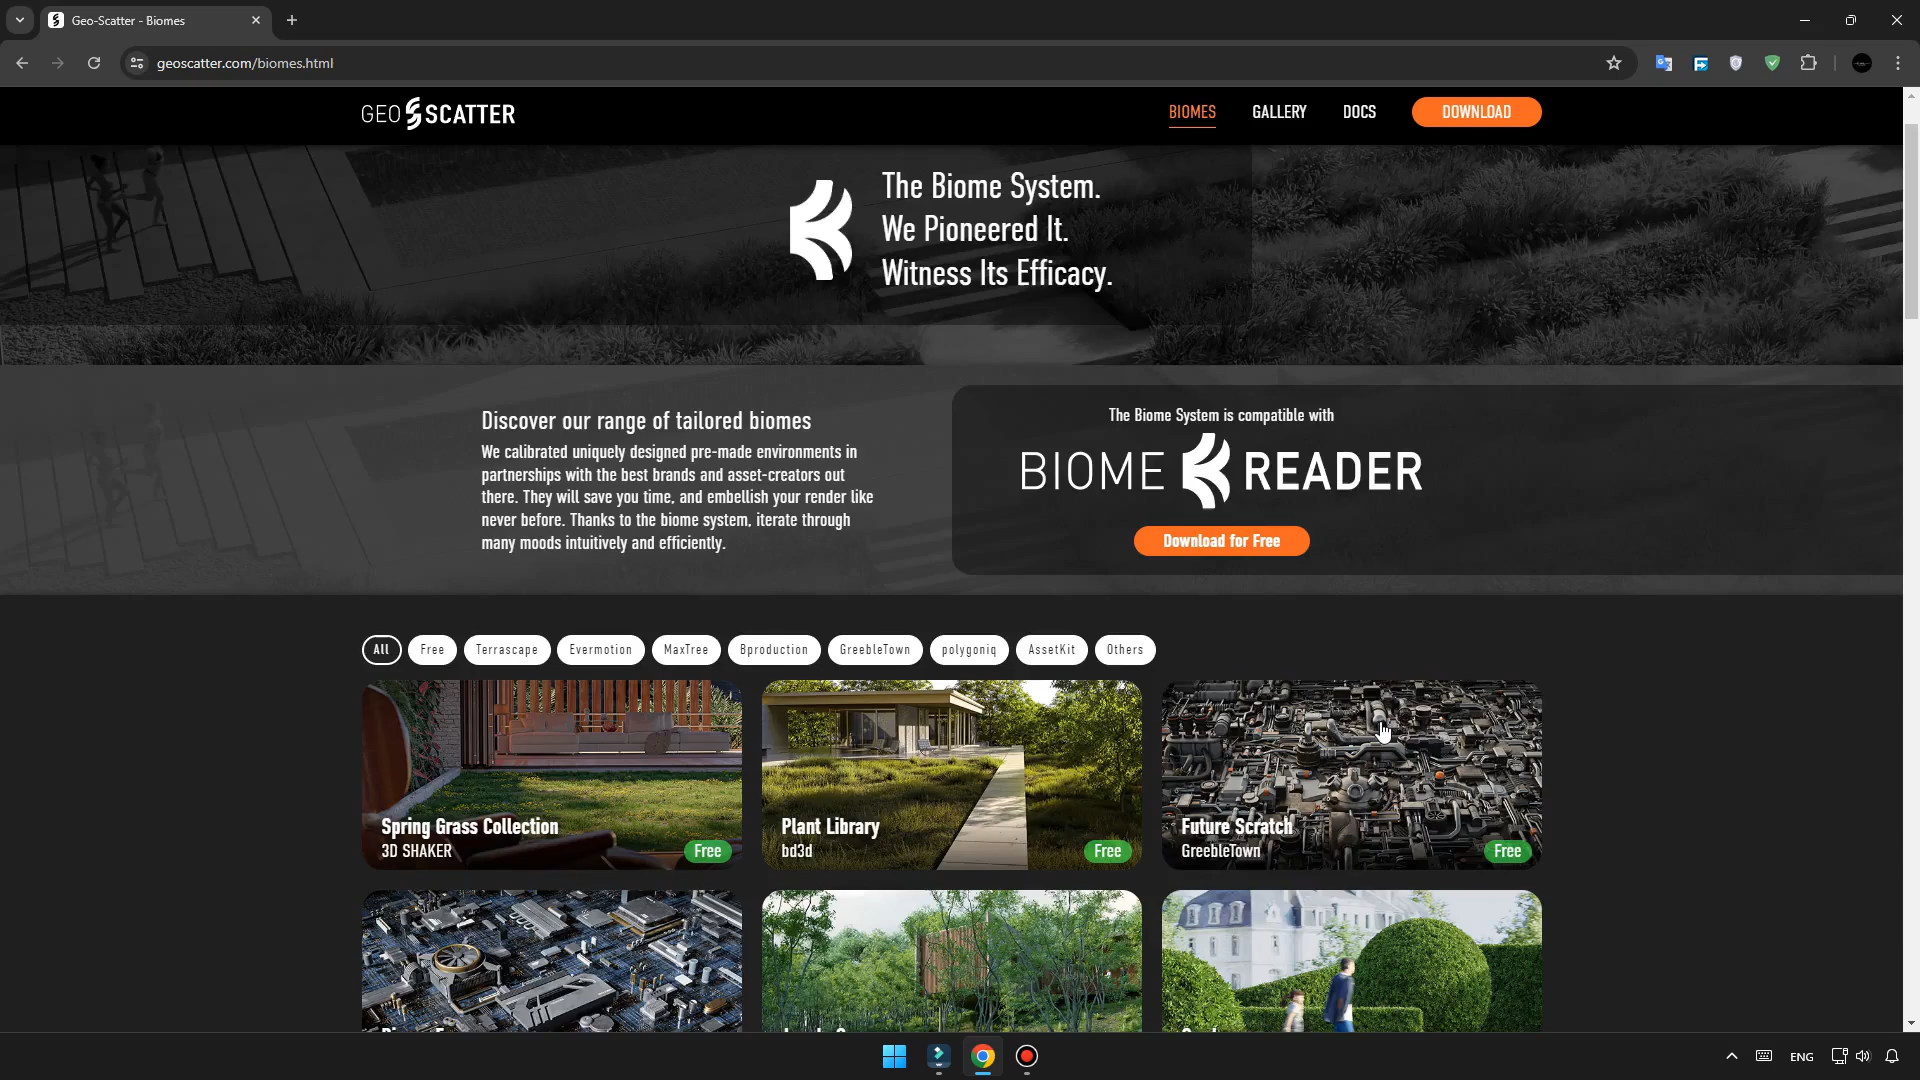 Geo-Scatter - Biomes
geoscatter.com/biomes.html
GEO SCATTER
BIOMES
GALLERY
DOCS
DOWNLOAD
The Biome System.
We Pioneered It.
Witness Its Efficacy.
Discover our range of tailored biomes
We calibrated uniquely designed pre-made environments in
partnerships with the best brands and asset-creators out
there. They will save you time, and embellish your render like
never before. Thanks to the biome system, iterate through
many moods intuitively and efficiently.
The Biome System is compatible with
BIOME READER
Download for Free
All
Free
Terrascape
Evermotion
MaxTree
Bproduction
GreebleTown
polygoniq
AssetKit
Others
Spring Grass Collection
3D SHAKER
Free
Plant Library
bd3d
Free
Future Scratch
GreebleTown
Free
ENG